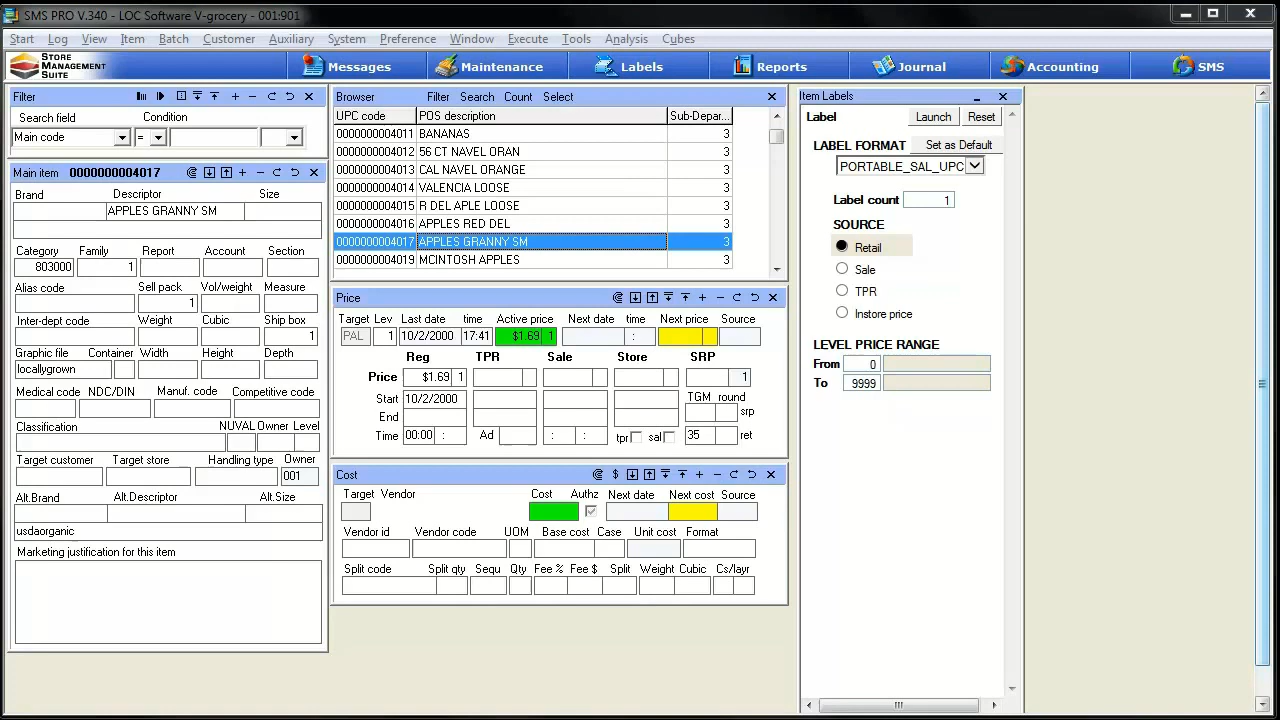 SMS PRO V.340 - LOC Software V-grocery - 001:901
Start Log View Item Batch Customer Auxiliary System Preference Window Execute Tools Analysis Cubes
STORE MANAGEMENT SUITE
Messages Maintenance Labels Reports Journal Accounting SMS
Filter
Search field Condition
Main code =
Main item 0000000004017
Brand Descriptor Size
APPLES GRANNY SM
Category Family Report Account Section
803000 1
Alias code Sell pack Vol/weight Measure
1
Inter-dept code Weight Cubic Ship box
1
Graphic file Container Width Height Depth
locallygrown
Medical code NDC/DIN Manuf. code Competitive code
Classification NUVAL Owner Level
Target customer Target store Handling type Owner
001
Alt.Brand Alt.Descriptor Alt.Size
usdaorganic
Marketing justification for this item
Browser Filter Search Count Select
UPC code POS description Sub-Depar...
0000000004011 BANANAS 3
0000000004012 56 CT NAVEL ORAN 3
0000000004013 CAL NAVEL ORANGE 3
0000000004014 VALENCIA LOOSE 3
0000000004015 R DEL APLE LOOSE 3
0000000004016 APPLES RED DEL 3
0000000004017 APPLES GRANNY SM 3
0000000004019 MCINTOSH APPLES 3
Price
Target Lev Last date time Active price Next date time Next price Source
PAL 1 10/2/2000 17:41 $1.69 1 :
Reg TPR Sale Store SRP
Price $1.69 1 1
Start 10/2/2000 TGM round
End srp
Time 00:00 : Ad : : tpr sal 35 ret
Cost
Target Vendor Cost Authz Next date Next cost Source
Vendor id Vendor code UOM Base cost Case Unit cost Format
Split code Split qty Sequ Qty Fee % Fee $ Split Weight Cubic Cs/layr
Item Labels
Label Launch Reset
LABEL FORMAT Set as Default
PORTABLE_SAL_UPC
Label count 1
SOURCE
Retail
Sale
TPR
Instore price
LEVEL PRICE RANGE
From 0
To 9999